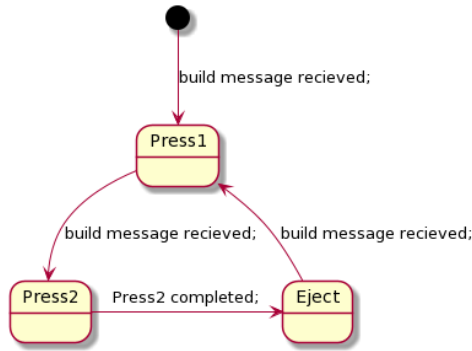 build message recieved;
Press1
build message recieved;
build message recieved;
Press2
Press2 completed;
Eject